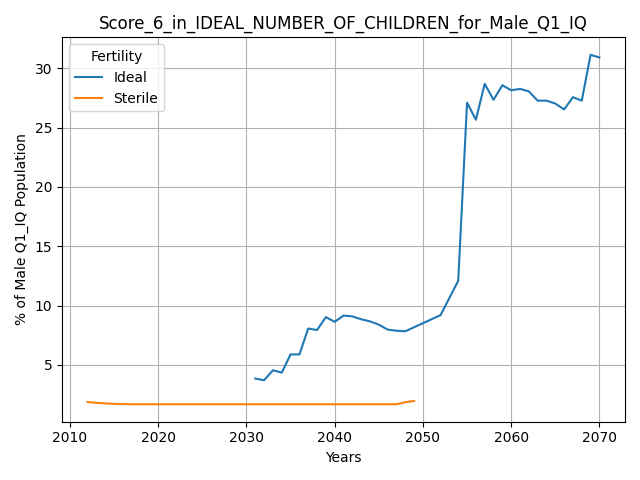 Score_6_in_IDEAL_NUMBER_OF_CHILDREN_for_Male_Q1_IQ
Fertility
Ideal
Sterile
% of Male Q1_IQ Population
30
25
20
15
10
5
2010 2020 2030 2040 2050 2060 2070
Years